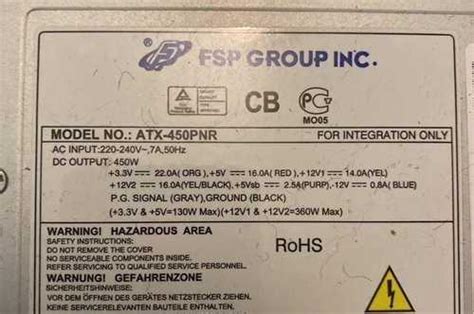 FSP GROUP INC.
CB
MO05
MODEL NO.: ATX-450PNR FOR INTEGRATION ONLY
AC INPUT:220-240V~,7A,50Hz
DC OUTPUT: 450W
+3.3V ⎓ 22.0A( ORG ),+5V ⎓ 16.0A( RED ), +12V1 ⎓ 14.0A(YEL)
+12V2 ⎓ 16.0A(YEL/BLACK),+5Vsb ⎓ 2.5A(PURP),-12V ⎓ 0.8A( BLUE)
P.G. SIGNAL (GRAY),GROUND (BLACK)
(+3.3V & +5V=130W Max)(+12V1 & +12V2=360W Max)
WARNING! HAZARDOUS AREA
SAFETY INSTRUCTIONS:
DO NOT REMOVE THE COVER
NO SERVICEABLE COMPONENTS INSIDE.
REFER SERVICING TO QUALIFIED SERVICE PERSONNEL.
RoHS
WARNUNG! GEFAHRENZONE
SICHERHEITSHINWEIS:
VOR DEM ÖFFNEN DES GERÄTES NETZSTECKER ZIEHEN
KEINE SERVICERELEVANTEN BAUTEILE ENTHALTEN